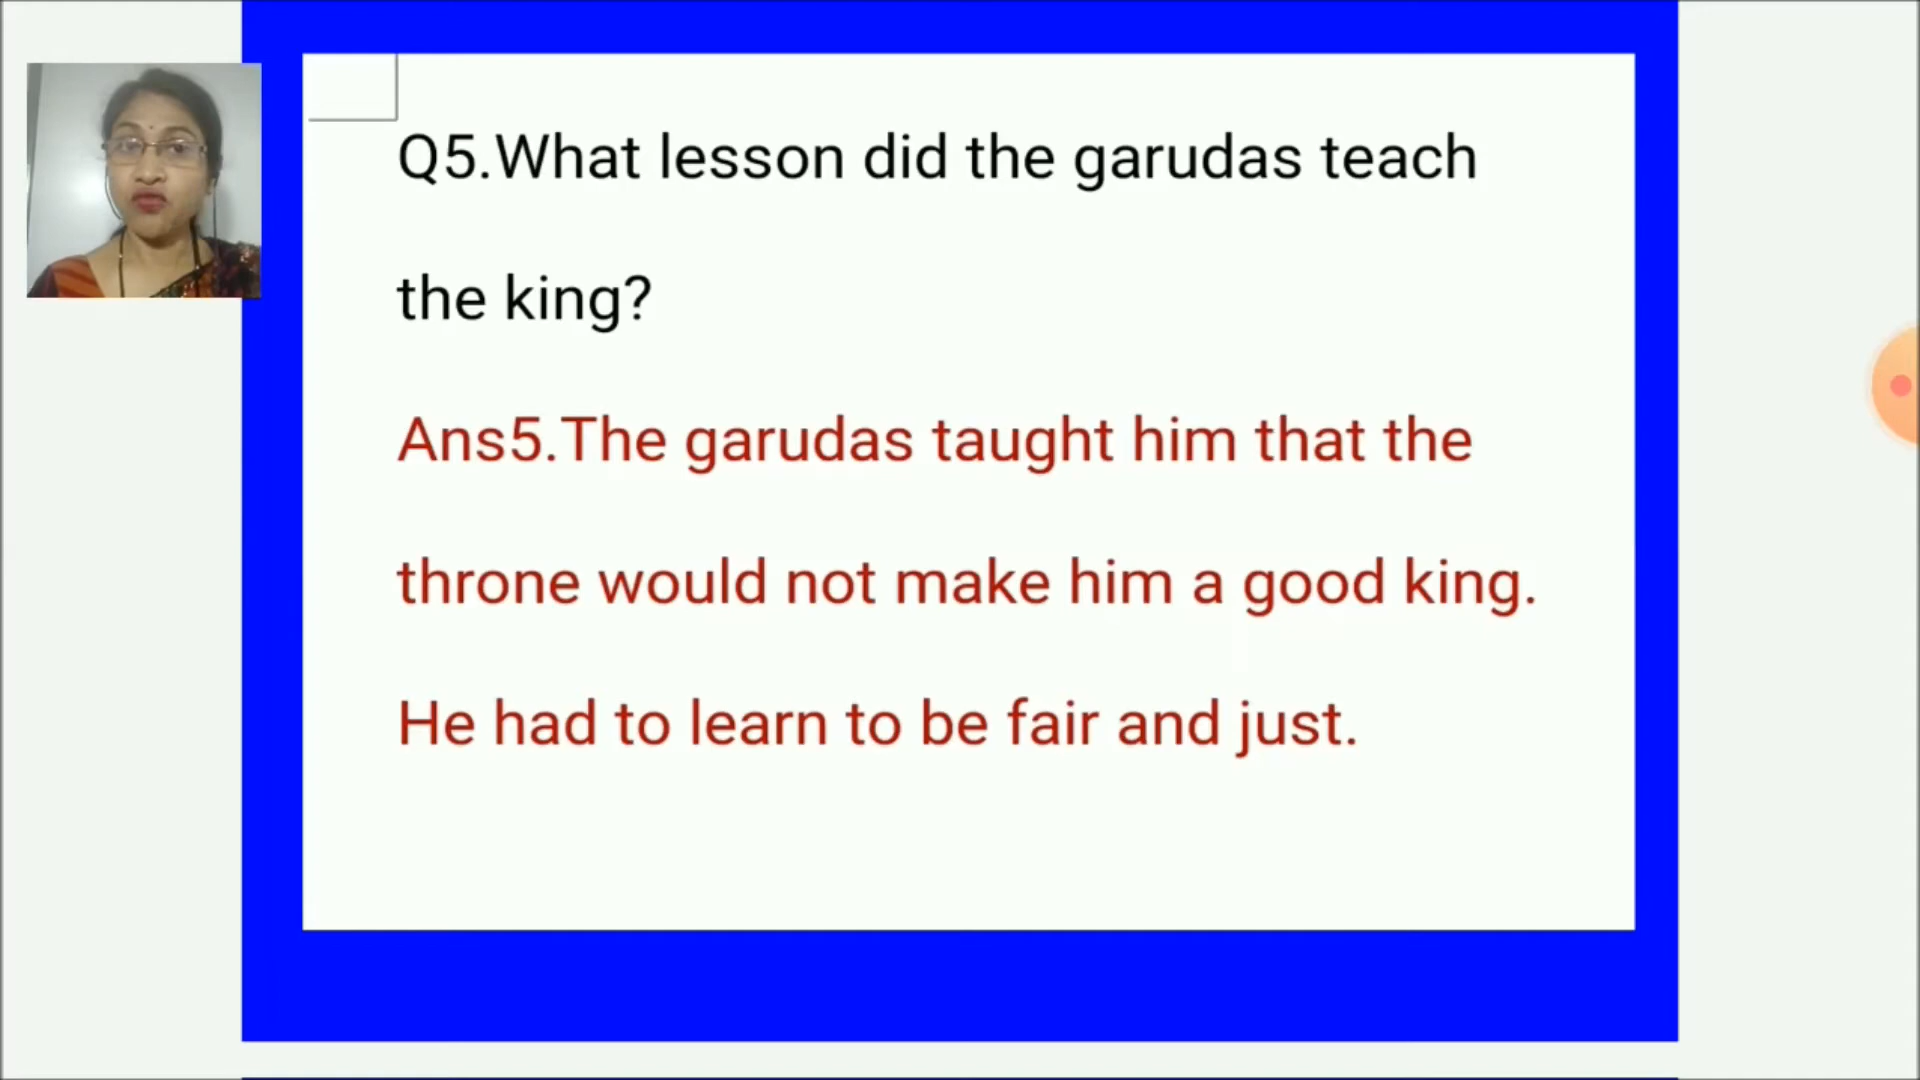 Q5.What lesson did the garudas teach
the king?
Ans5.The garudas taught him that the
throne would not make him a good king.
He had to learn to be fair and just.